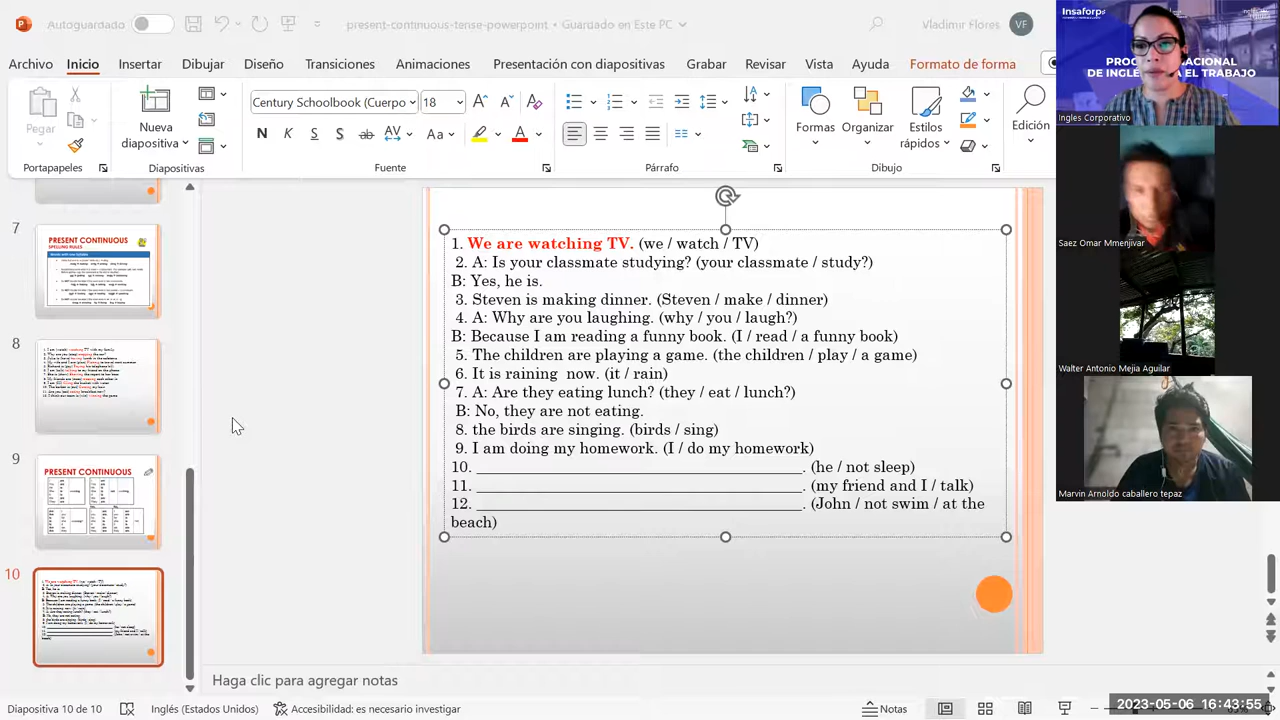 Autoguardado
present-continuous-tense-powerpoint • Guardado en Este PC
Vladimir Flores
VF
Archivo Inicio Insertar Dibujar Diseño Transiciones Animaciones Presentación con diapositivas Grabar Revisar Vista Ayuda Formato de forma
Century Schoolbook (Cuerpo 18
Pegar
Nueva diapositiva
N K S S ab AV Aa A
Formas Organizar Estilos rápidos
Edición
Portapapeles Diapositivas Fuente Párrafo Dibujo
7
PRESENT CONTINUOUS
SPELLING RULES
8
9
PRESENT CONTINUOUS
10
1. We are watching TV. (we / watch / TV)
2. A: Is your classmate studying? (your classmate / study?)
B: Yes, he is.
3. Steven is making dinner. (Steven / make / dinner)
4. A: Why are you laughing. (why / you / laugh?)
B: Because I am reading a funny book. (I / read / a funny book)
5. The children are playing a game. (the children / play / a game)
6. It is raining now. (it / rain)
7. A: Are they eating lunch? (they / eat / lunch?)
B: No, they are not eating.
8. the birds are singing. (birds / sing)
9. I am doing my homework. (I / do my homework)
10. ______________________. (he / not sleep)
11. ______________________. (my friend and I / talk)
12. ______________________. (John / not swim / at the
beach)
Insaforp
Ingles Corporativo
Saez Omar Mmenjivar
Walter Antonio Mejia Aguilar
Marvin Arnoldo caballero tepaz
Haga clic para agregar notas
Diapositiva 10 de 10
Inglés (Estados Unidos)
Accesibilidad: es necesario investigar
Notas
2023-05-06 16:43:55